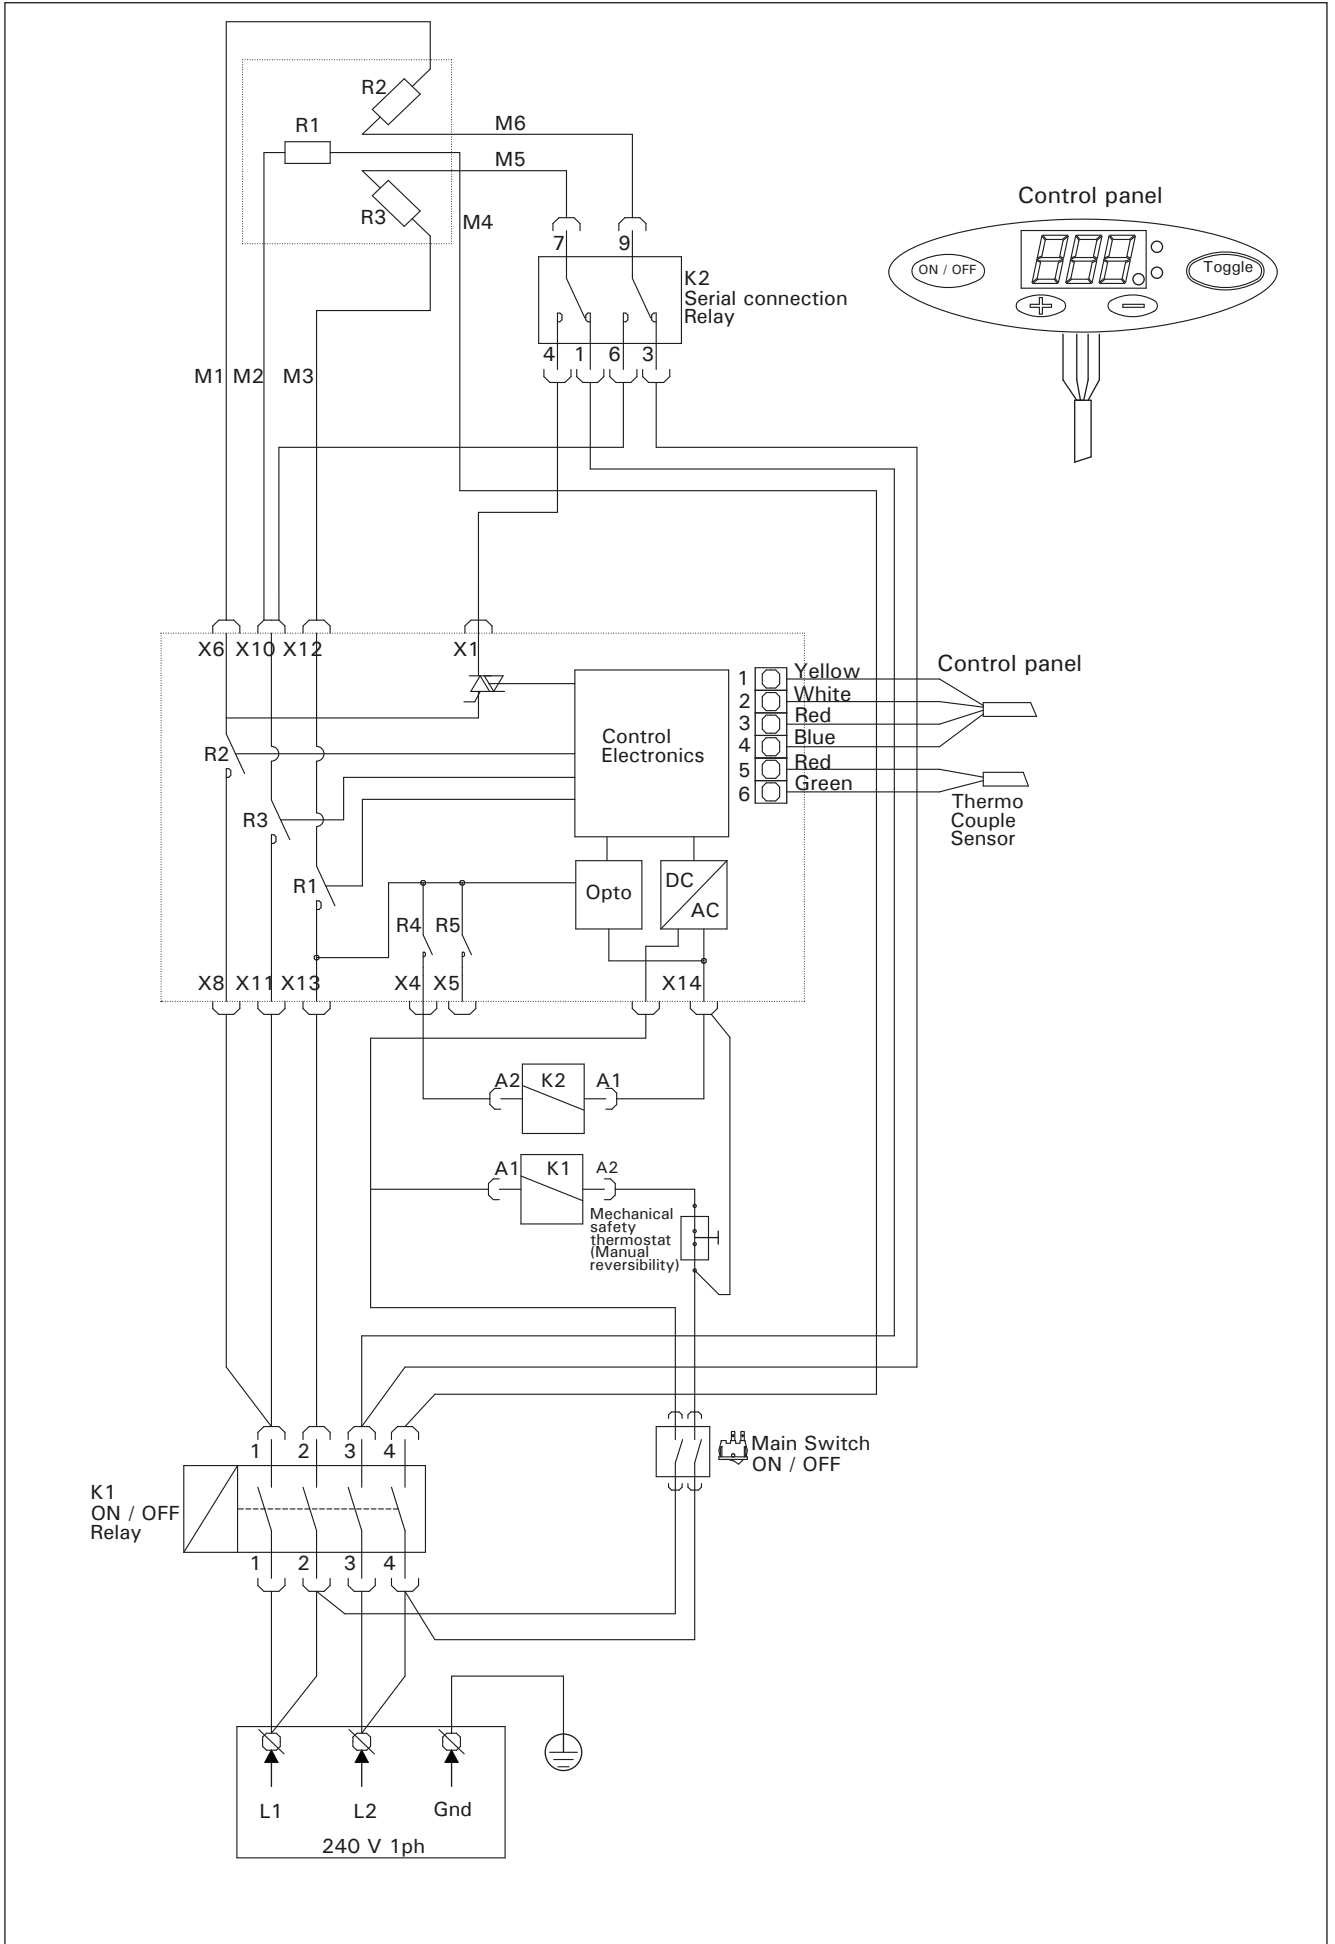 R2
R1
M6
M5
R3
M4
Control panel
ON / OFF
Toggle
7 9
K2
Serial connection
Relay
4 1 6 3
M1 M2 M3
X6 X10 X12 X1
Control panel
1 Yellow
2 White
3 Red
4 Blue
5 Red
6 Green
Thermo
Couple
Sensor
R2
Control
Electronics
R3
R1
Opto
DC
AC
R4 R5
X8 X11 X13 X4 X5 X14
A2 K2 A1
A1 K1 A2
Mechanical
safety
thermostat
(Manual
reversibility)
1 2 3 4
Main Switch
ON / OFF
K1
ON / OFF
Relay
1 2 3 4
L1 L2 Gnd
240 V 1ph